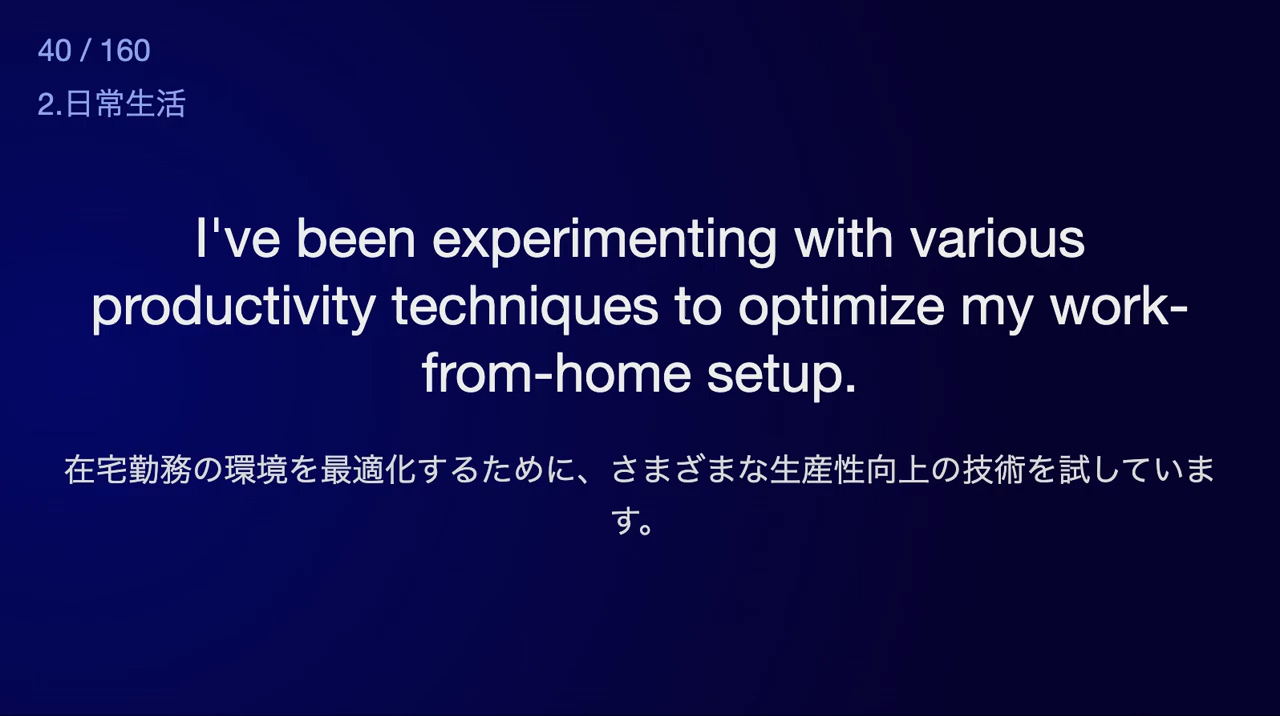 40 / 160
2.日常生活
I've been experimenting with various
productivity techniques to optimize my work-
from-home setup.
在宅勤務の環境を最適化するために、さまざまな生産性向上の技術を試していま
す。